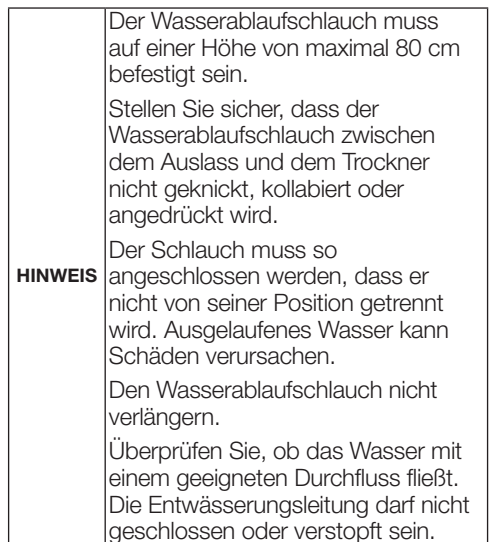 Der Wasserablaufschlauch muss
auf einer Höhe von maximal 80 cm
befestigt sein.
Stellen Sie sicher, dass der
Wasserablaufschlauch zwischen
dem Auslass und dem Trockner
nicht geknickt, kollabiert oder
angedrückt wird.
Der Schlauch muss so
HINWEIS angeschlossen werden, dass er
nicht von seiner Position getrennt
wird. Ausgelaufenes Wasser kann
Schäden verursachen.
Den Wasserablaufschlauch nicht
verlängern.
Überprüfen Sie, ob das Wasser mit
einem geeigneten Durchfluss fließt.
Die Entwässerungsleitung darf nicht
geschlossen oder verstopft sein.